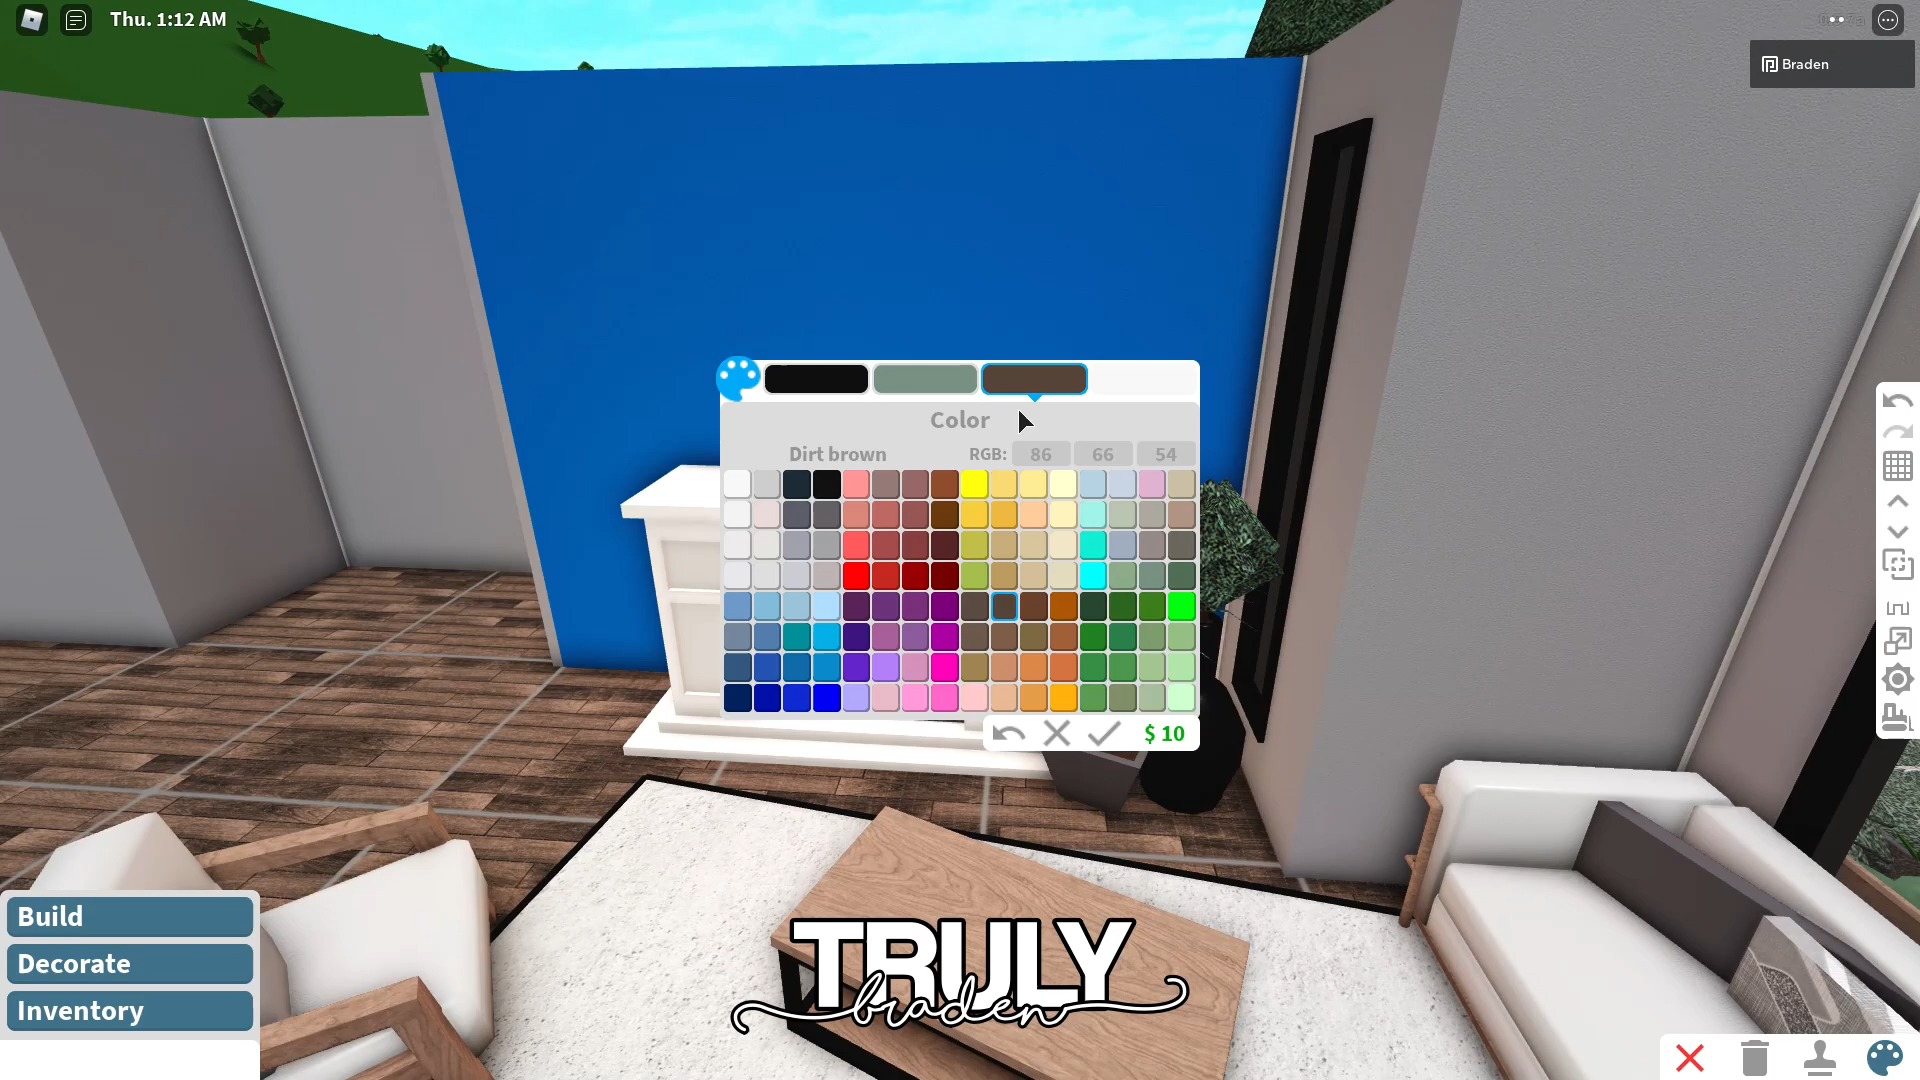 Thu. 1:12 AM
Braden
Color
Dirt brown RGB: 86 66 54
$ 10
Build
Decorate
Inventory
TRULY
braden